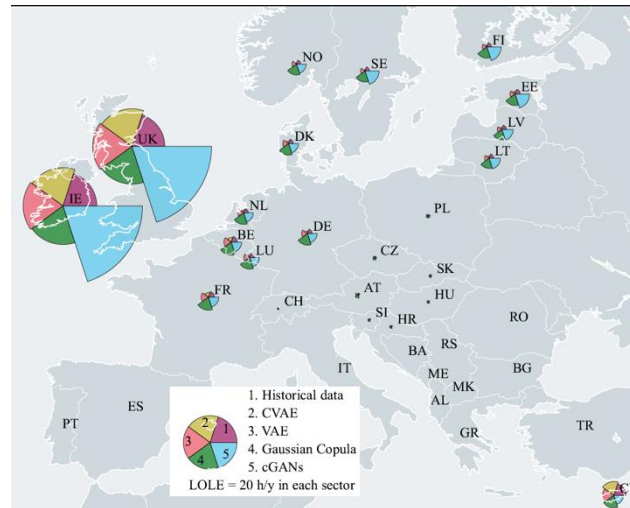 FI
NO
SE
EE
LV
UK
DK
LT
IE
NL
PL
BE
DE
LU
CZ
SK
FR
AT
HU
CH
SI
HR
RO
BA
RS
IT
ME
BG
MK
ES
PT
AL
TR
GR
1. Historical data
2. CVAE
3. VAE
4. Gaussian Copula
5. cGANs
2
1
3
4
5
LOLE = 20 h/y in each sector